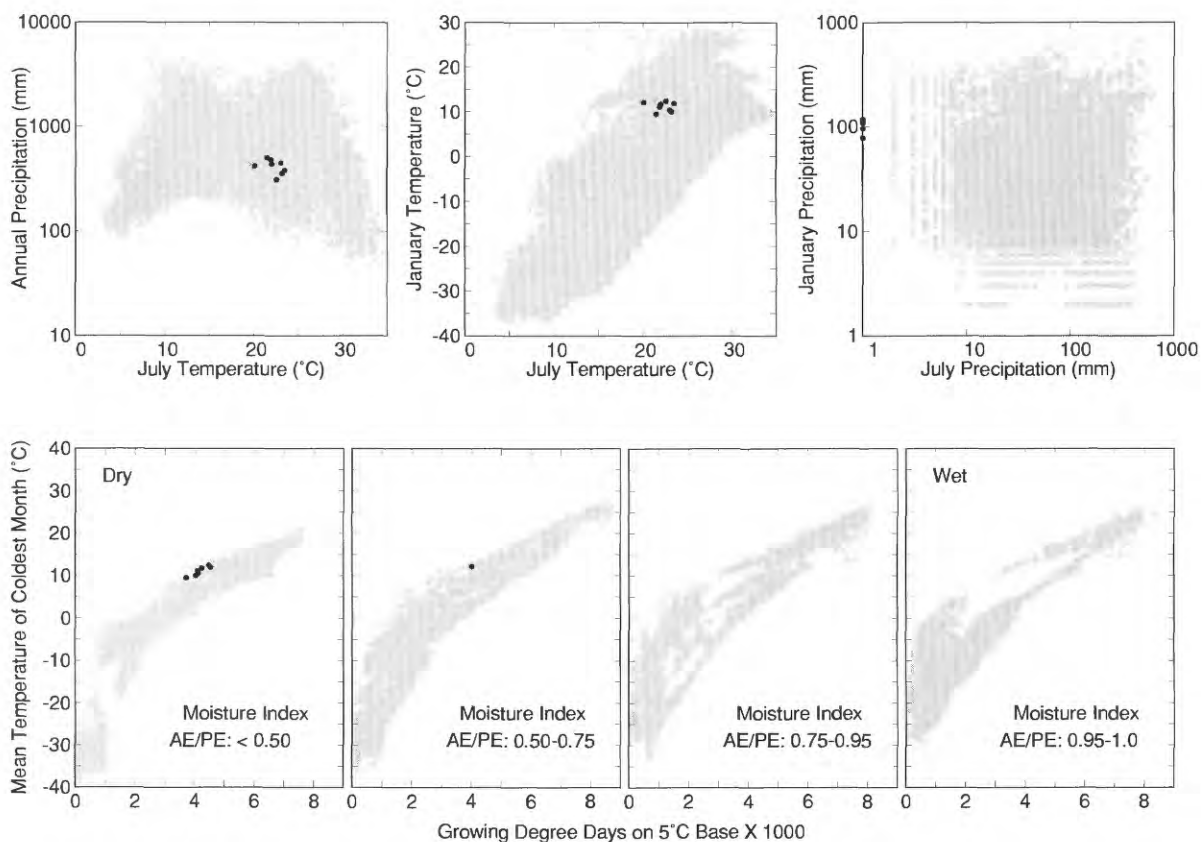 10000
1000
100
10
Annual Precipitation (mm)
0 10 20 30
July Temperature (°C)
30
20
10
0
-10
-20
-30
-40
January Temperature (°C)
0 10 20 30
July Temperature (°C)
1000
100
10
1
January Precipitation (mm)
1 10 100 1000
July Precipitation (mm)
Mean Temperature of Coldest Month (°C)
40
30
20
10
0
-10
-20
-30
-40
Dry
Moisture Index
AE/PE: < 0.50
0 2 4 6 8
Moisture Index
AE/PE: 0.50-0.75
0 2 4 6 8
Moisture Index
AE/PE: 0.75-0.95
0 2 4 6 8
Wet
Moisture Index
AE/PE: 0.95-1.0
0 2 4 6 8
Growing Degree Days on 5°C Base X 1000